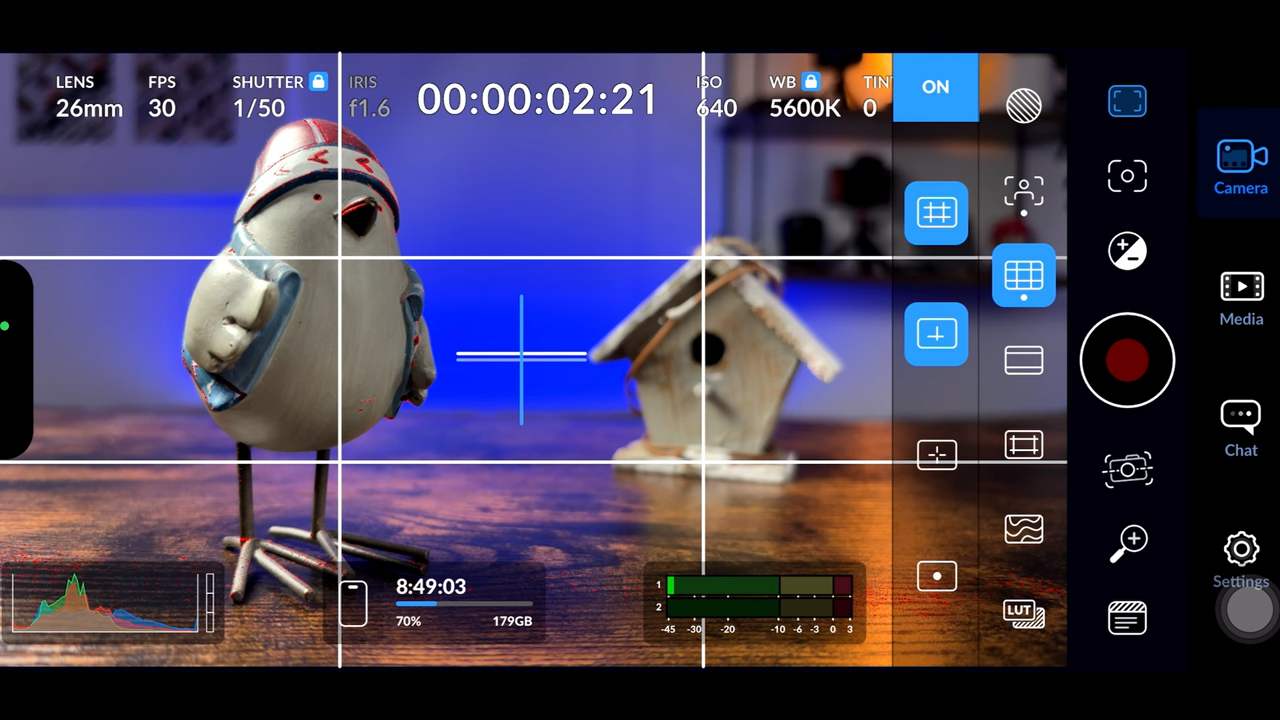 LENS
26mm
FPS
30
SHUTTER
1/50
IRIS
f1.6
00:00:02:21
ISO
640
WB
5600K
TINT
0
ON
Camera
Media
Chat
Settings
LUT
8:49:03
70% 179GB
1
2
-45 -30 -20 -10 -6 -3 0 3